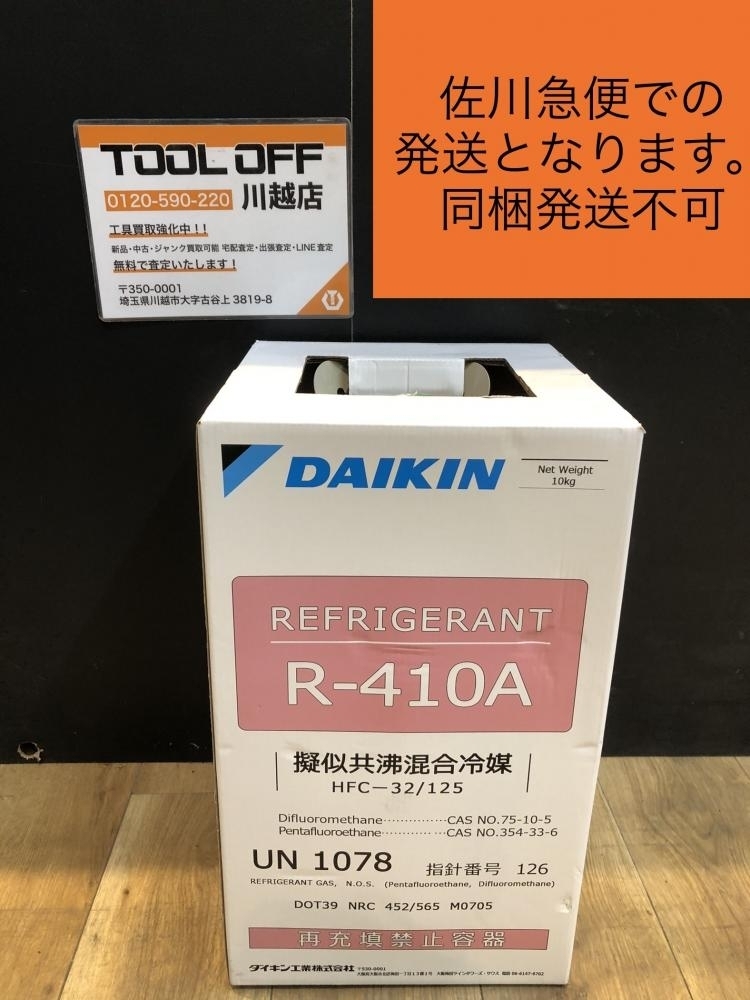 佐川急便での
発送となります。
同梱発送不可
TOOL OFF
0120-590-220 川越店
工具買取強化中!!
新品・中古・ジャンク買取可能 宅配査定・出張査定・LINE査定
無料で査定いたします!
〒350-0001
埼玉県川越市大字古谷上3819-8
DAIKIN
Net Weight
10kg
REFRIGERANT
R-410A
擬似共沸混合冷媒
HFC-32/125
Difluoromethane……………CAS NO.75-10-5
Pentafluoroethane…………CAS NO.354-33-6
UN 1078 指針番号 126
REFRIGERANT GAS, N.O.S. (Pentafluoroethane, Difluoromethane)
DOT39 NRC 452/565 M0705
再充填禁止容器
ダイキン工業株式会社 〒530-0001